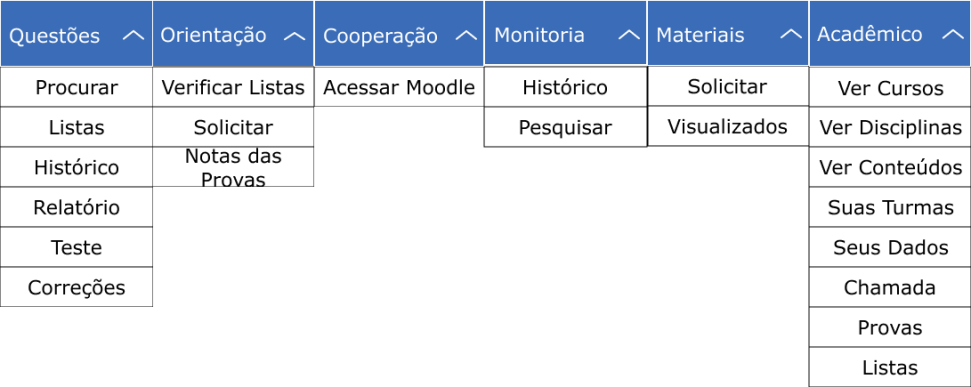 Questões
Orientação
Cooperação
Monitoria
Materiais
Acadêmico
Procurar
Verificar Listas
Acessar Moodle
Histórico
Solicitar
Ver Cursos
Listas
Solicitar
Pesquisar
Visualizados
Ver Disciplinas
Histórico
Notas das
Provas
Ver Conteúdos
Relatório
Suas Turmas
Teste
Seus Dados
Correções
Chamada
Provas
Listas